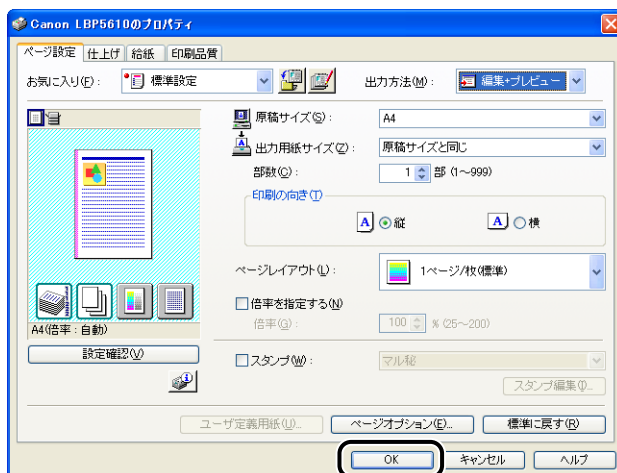 Canon LBP5610のプロパティ
ページ設定 仕上げ 給紙 印刷品質
お気に入り(F): 標準設定 出力方法(M): 編集+プレビュー
原稿サイズ(S): A4
出力用紙サイズ(Z): 原稿サイズと同じ
部数(C): 1 部 (1～999)
印刷の向き(T)
A 縦 A 横
ページレイアウト(L): 1ページ/枚(標準)
倍率を指定する(N)
倍率(G): 100 % (25～200)
A4(倍率:自動)
設定確認(V)
スタンプ(W): マル秘
スタンプ編集(I)...
ユーザ定義用紙(U)... ページオプション(E)... 標準に戻す(R)
OK キャンセル ヘルプ